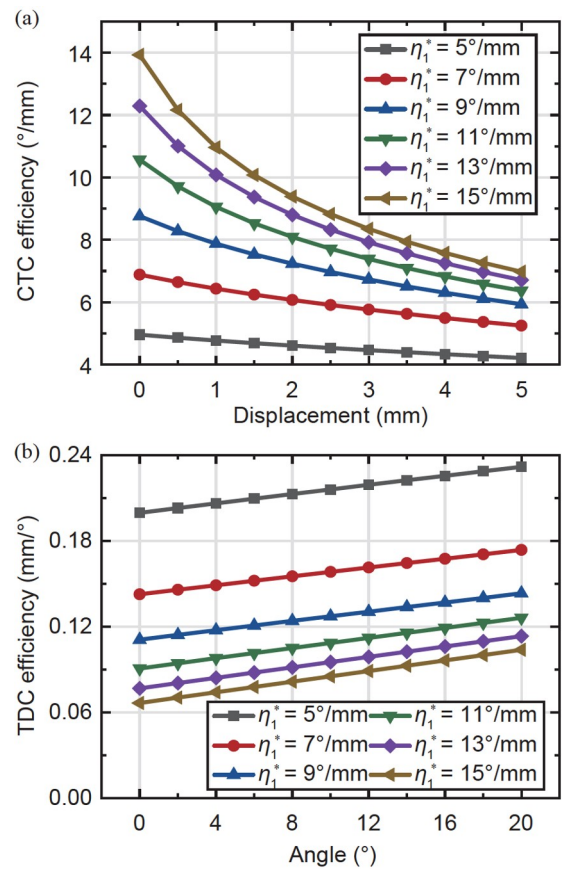 (a)
CTC efficiency (°/mm)
14
12
10
8
6
4
η₁* = 5°/mm
η₁* = 7°/mm
η₁* = 9°/mm
η₁* = 11°/mm
η₁* = 13°/mm
η₁* = 15°/mm
0 1 2 3 4 5
Displacement (mm)
(b)
TDC efficiency (mm/°)
0.24
0.18
0.12
0.06
0.00
η₁* = 5°/mm η₁* = 11°/mm
η₁* = 7°/mm η₁* = 13°/mm
η₁* = 9°/mm η₁* = 15°/mm
0 4 8 12 16 20
Angle (°)